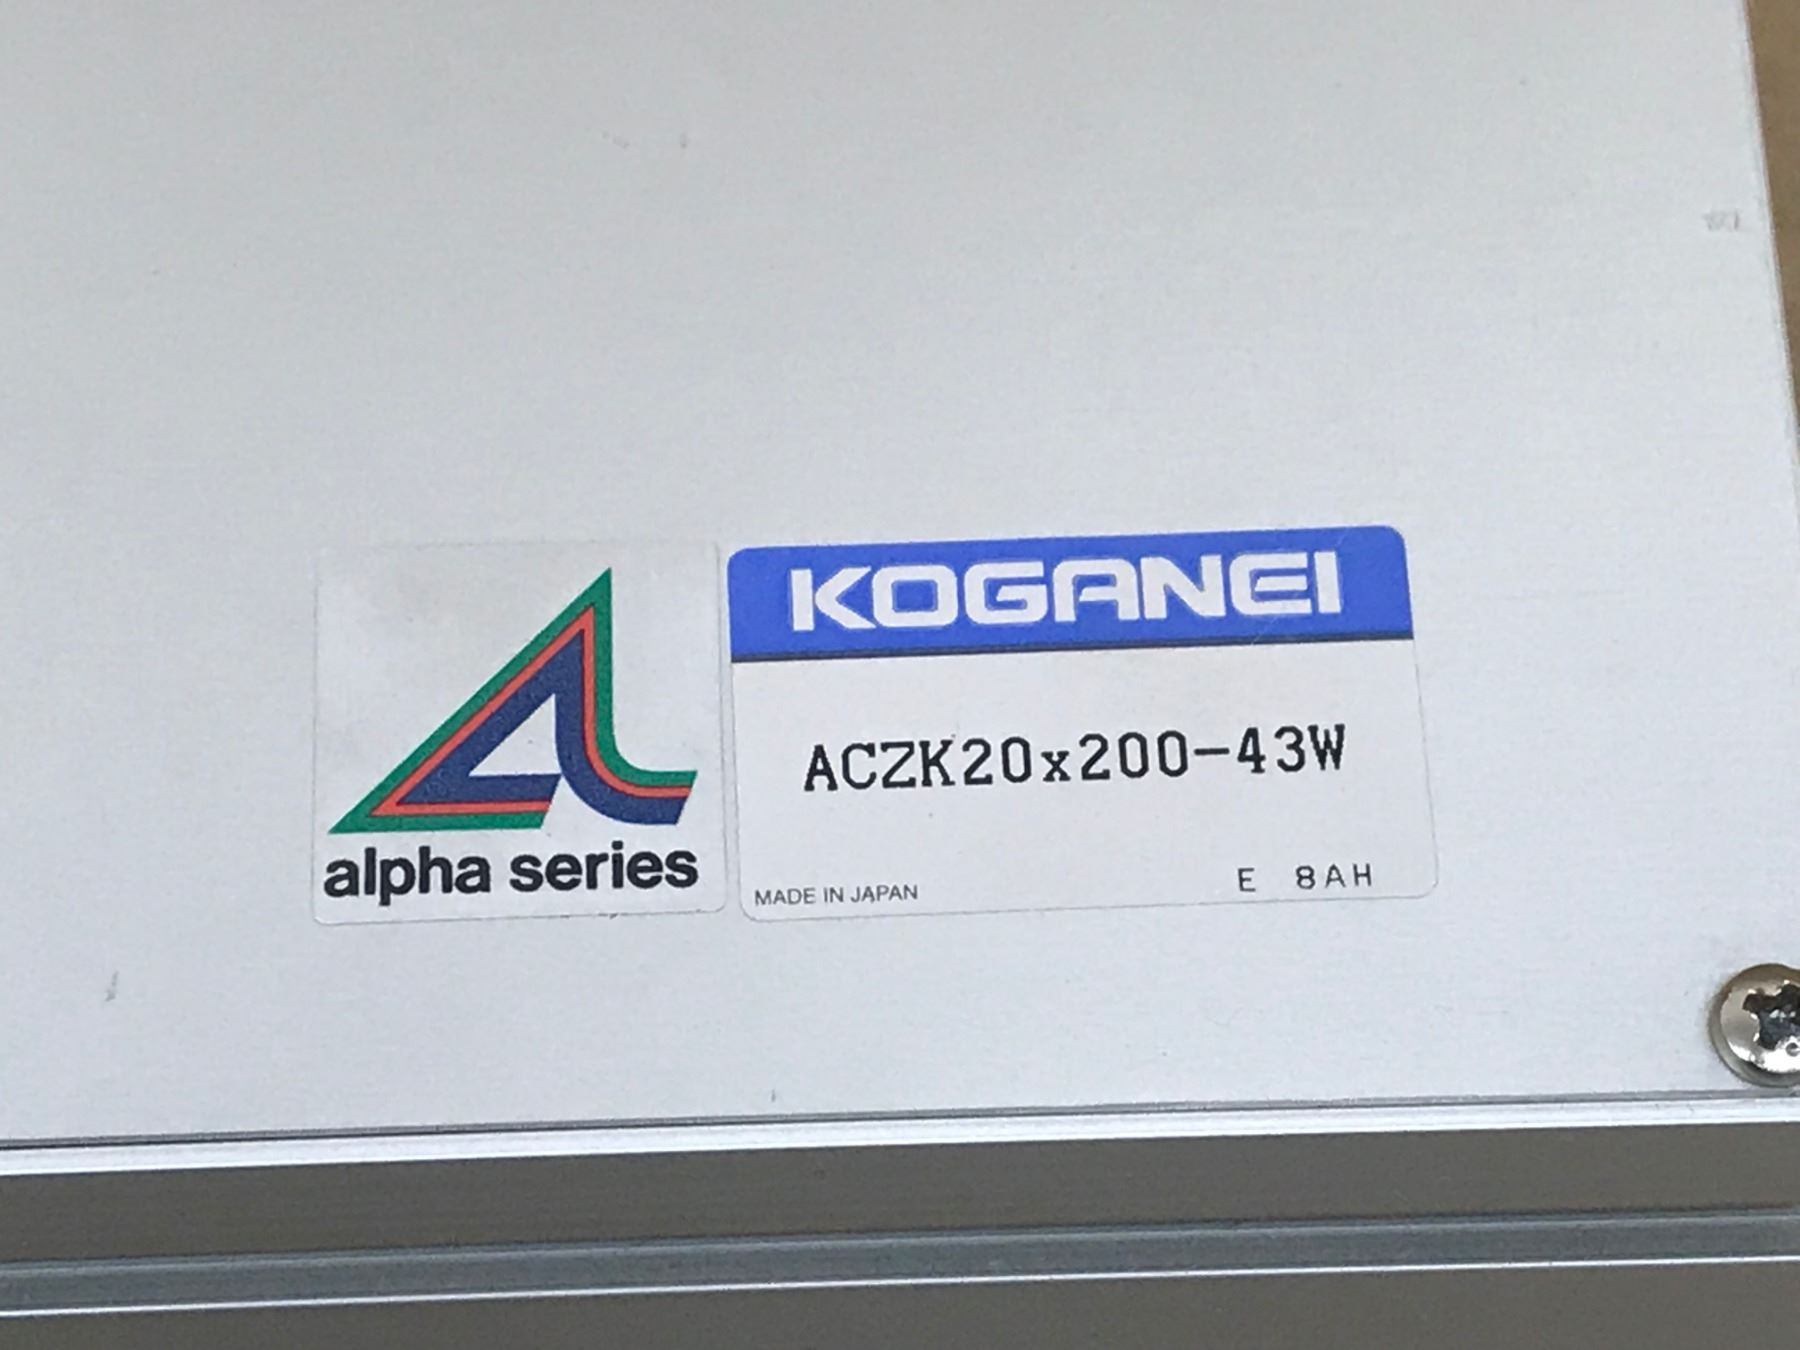 KOGANEI
ACZK20x200-43W
alpha series
MADE IN JAPAN
E 8AH